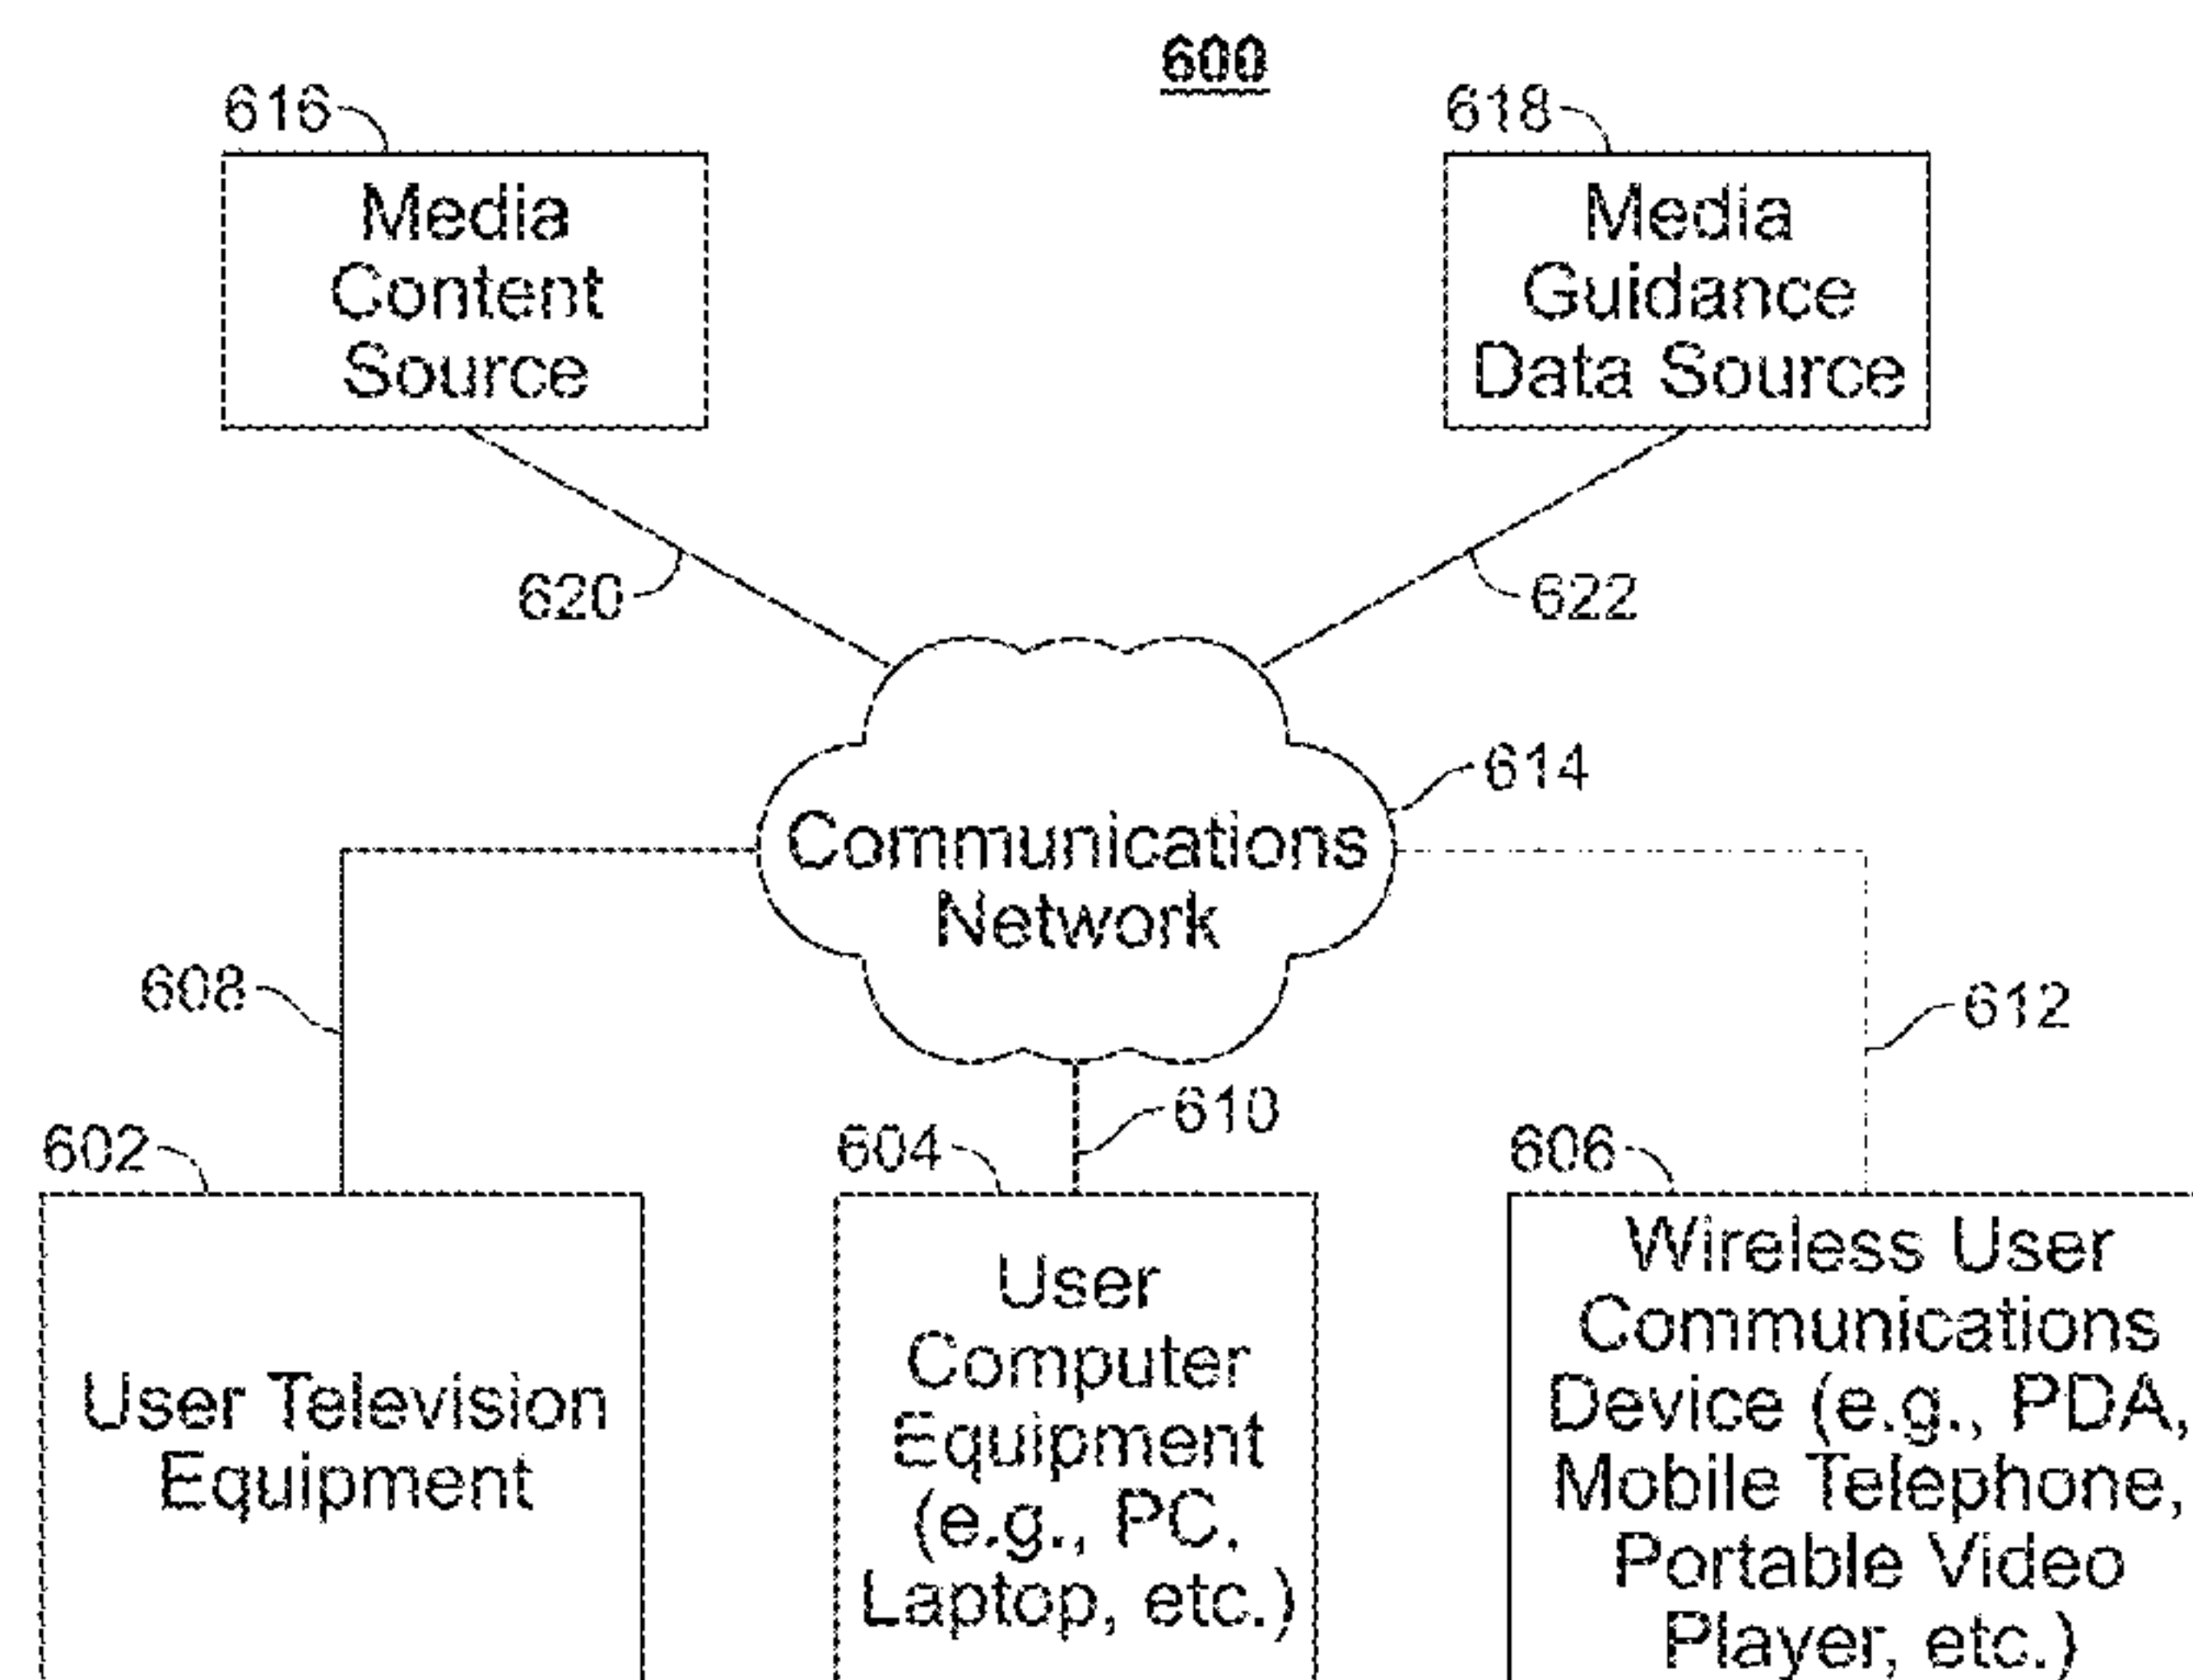 600
616
618
Media
Content
Source
Media
Guidance
Data Source
620
622
614
Communications
Network
608
612
610
602
604
606
User Television
Equipment
User
Computer
Equipment
(e.g., PC,
Laptop, etc.)
Wireless User
Communications
Device (e.g., PDA,
Mobile Telephone,
Portable Video
Player, etc.)